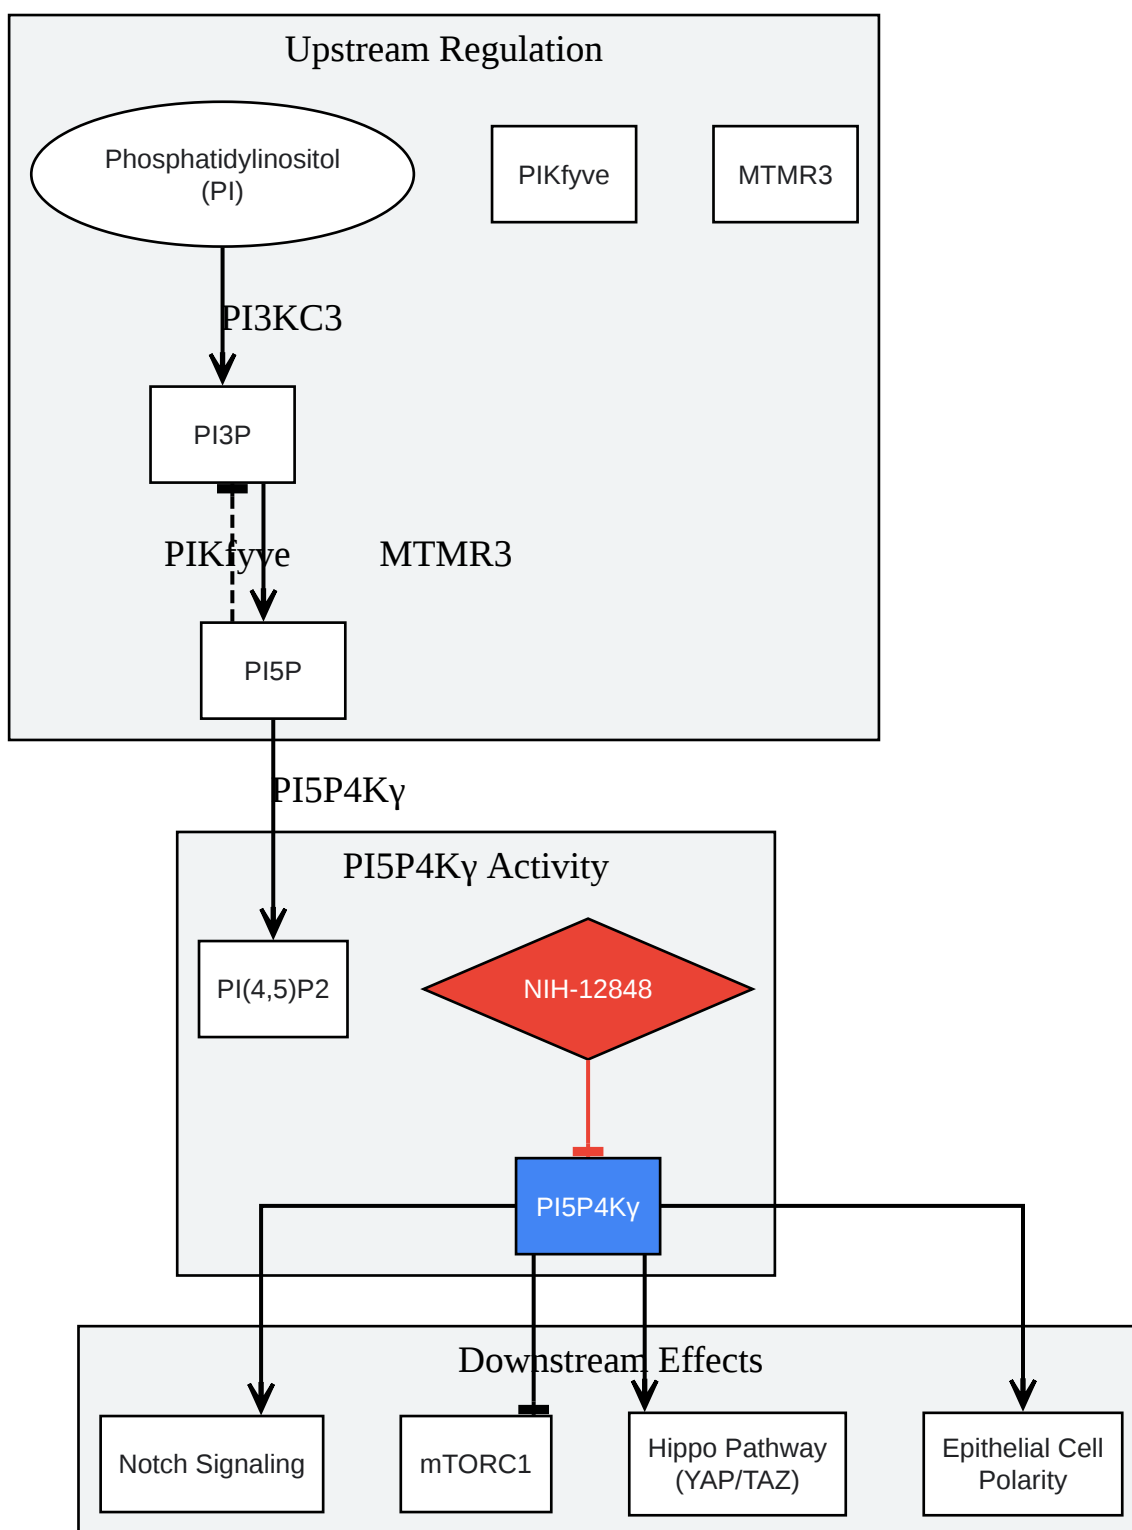 Upstream Regulation
Phosphatidylinositol
(PI)
PIKfyve
MTMR3
PI3KC3
PI3P
PIKfyve
MTMR3
PI5P
PI5P4Kγ
PI5P4Kγ Activity
PI(4,5)P2
NIH-12848
PI5P4Kγ
Downstream Effects
Notch Signaling
mTORC1
Hippo Pathway
(YAP/TAZ)
Epithelial Cell
Polarity